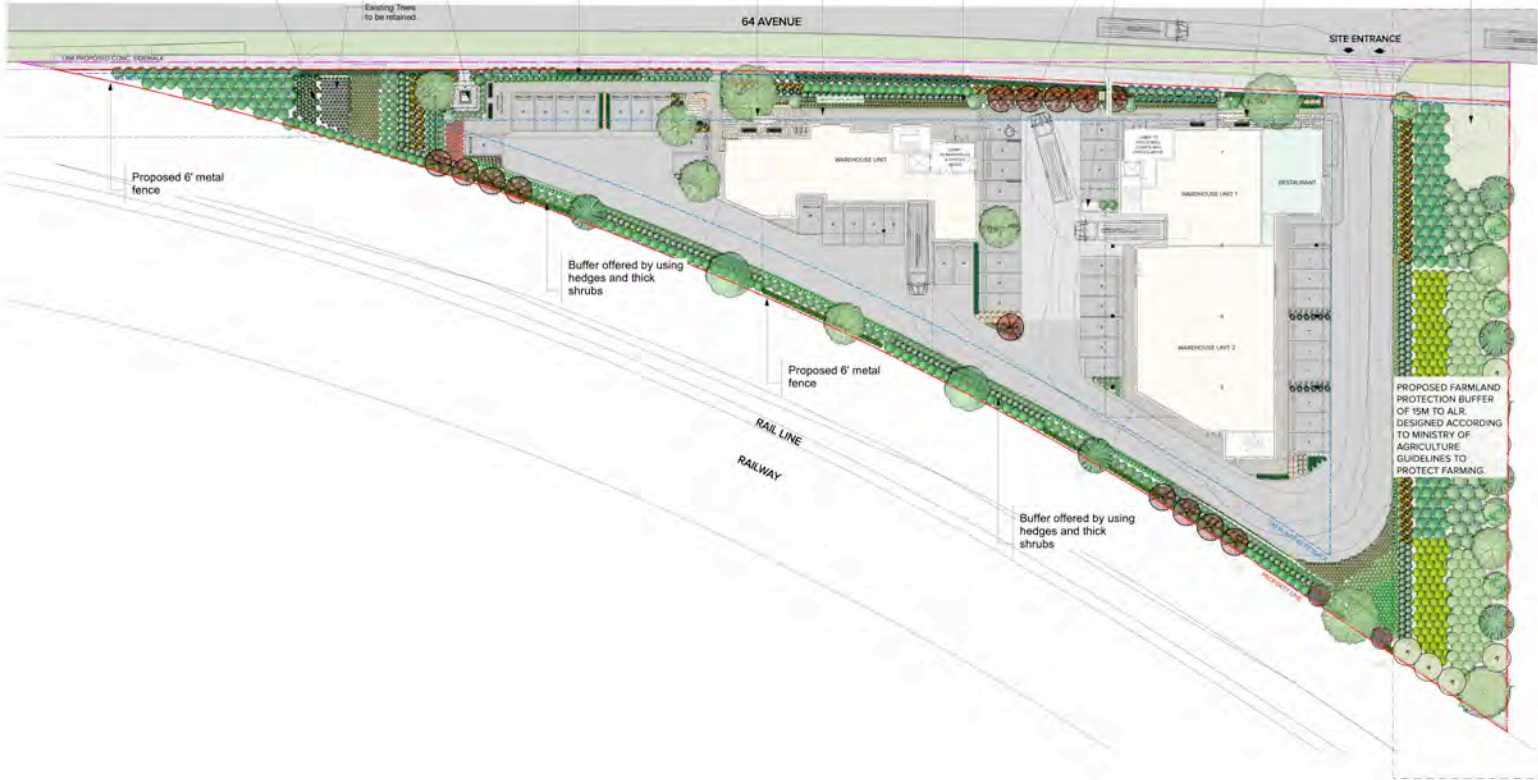 Existing Trees
to be retained.
64 AVENUE
SITE ENTRANCE
Proposed 6' metal
fence
WAREHOUSE UNIT
WAREHOUSE UNIT 1
RESTAURANT
Buffer offered by using
hedges and thick
shrubs
WAREHOUSE UNIT 2
Proposed 6' metal
fence
PROPOSED FARMLAND
PROTECTION BUFFER
OF 15M TO ALR.
DESIGNED ACCORDING
TO MINISTRY OF
AGRICULTURE
GUIDELINES TO
PROTECT FARMING.
RAIL LINE
RAILWAY
Buffer offered by using
hedges and thick
shrubs
PROPERTY LINE